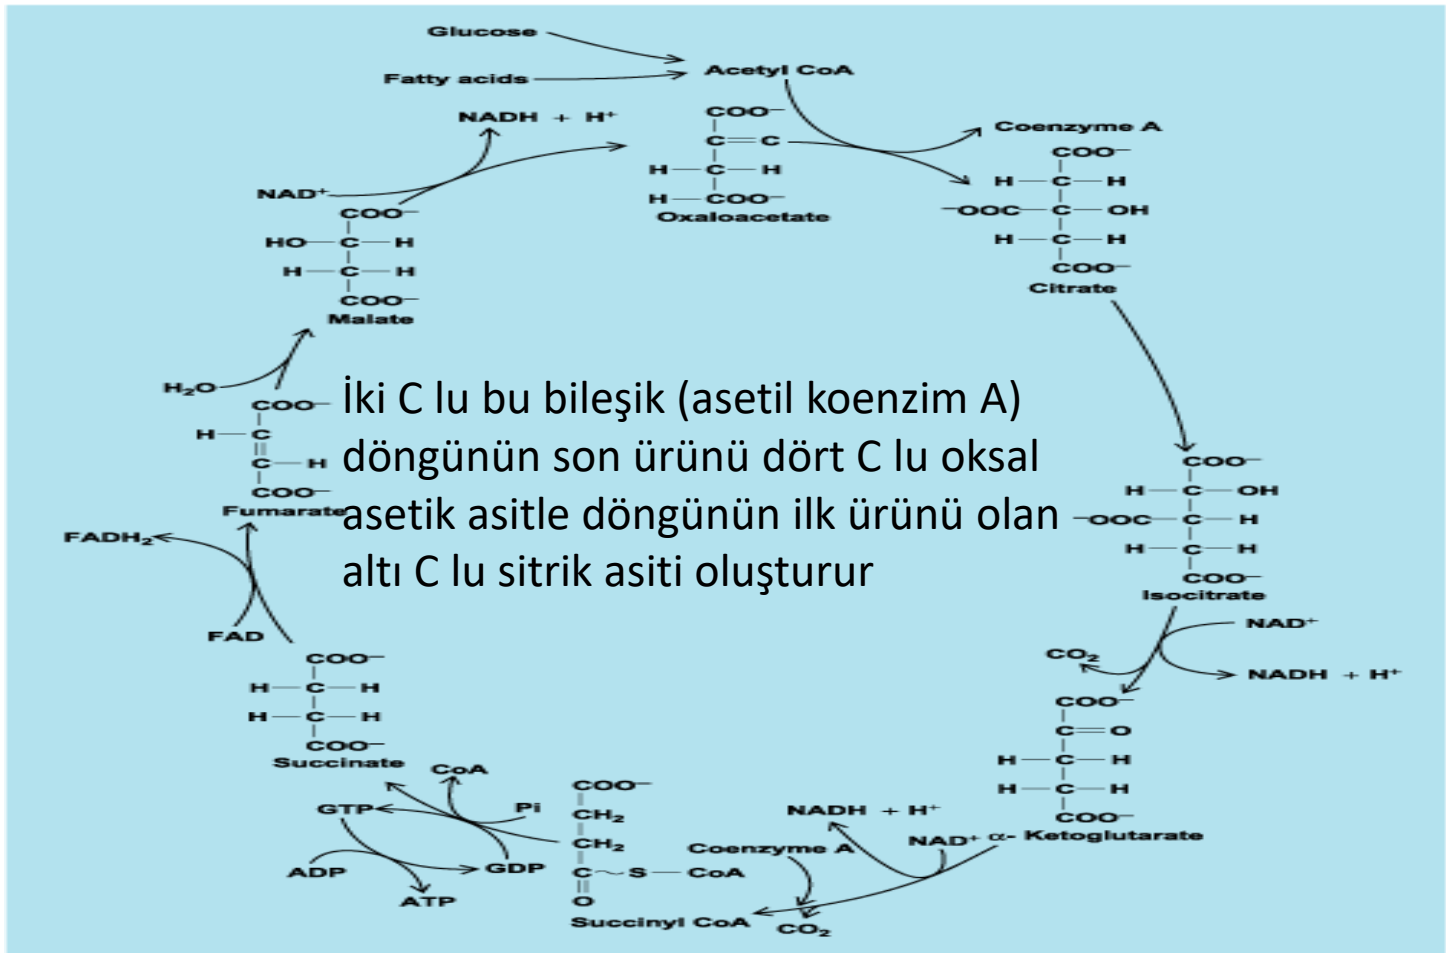 Glucose
Fatty acids
Acetyl CoA
NADH + H⁺
COO⁻
C = C
H — C — H
H — COO⁻
Oxaloacetate
Coenzyme A
COO⁻
H — C — H
⁻OOC — C — OH
H — C — H
COO⁻
Citrate
NAD⁺
COO⁻
HO — C — H
H — C — H
COO⁻
Malate
H₂O
COO⁻
H — C
C — H
COO⁻
Fumarate
İki C lu bu bileşik (asetil koenzim A)
döngünün son ürünü dört C lu oksal
asetik asitle döngünün ilk ürünü olan
altı C lu sitrik asiti oluşturur
COO⁻
H — C — OH
⁻OOC — C — H
H — C — H
COO⁻
Isocitrate
FADH₂
FAD
NAD⁺
CO₂
NADH + H⁺
COO⁻
H — C — H
H — C — H
COO⁻
Succinate
COO⁻
C = O
H — C — H
H — C — H
COO⁻
α- Ketoglutarate
CoA
GTP
Pi
ADP
GDP
ATP
COO⁻
CH₂
CH₂
C ~ S — CoA
O
Succinyl CoA
Coenzyme A
CO₂
NADH + H⁺
NAD⁺